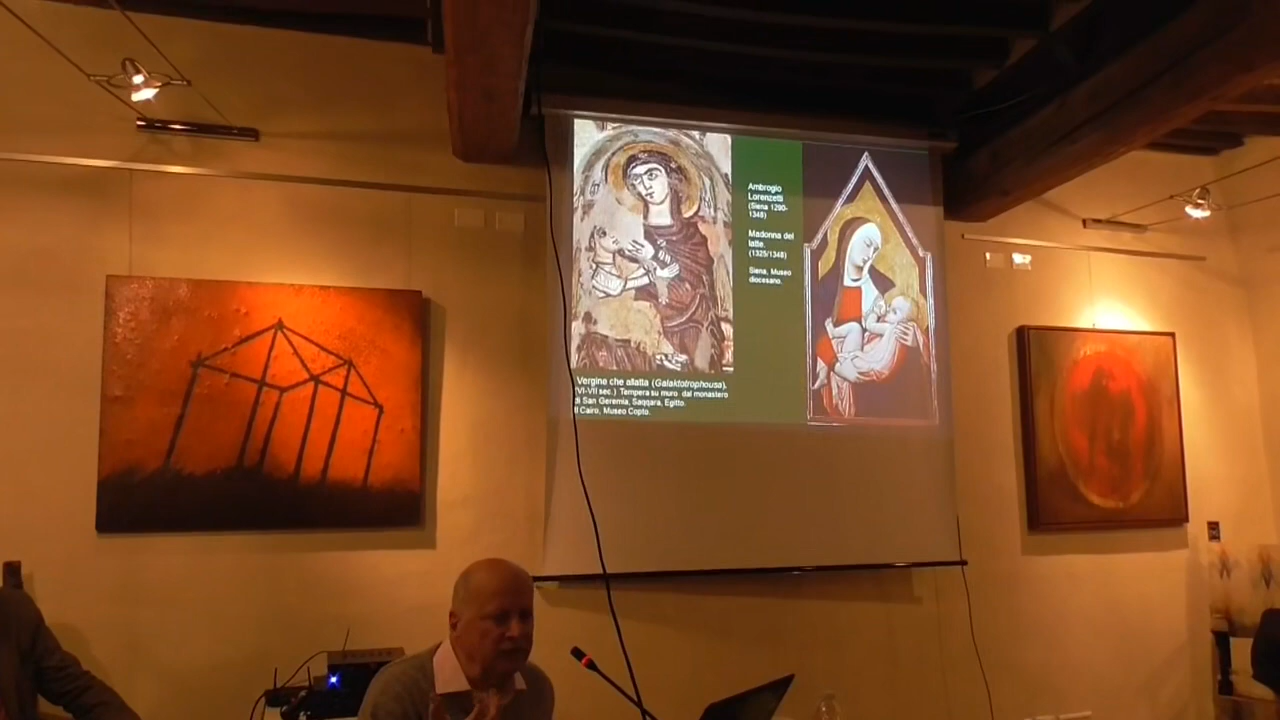 Ambrogio
Lorenzetti
(Siena 1290-
1348)
Madonna del
latte.
(1325/1348)
Siena, Museo
diocesano.
Vergine che allatta (Galaktotrophousa).
(VI-VII sec.) Tempera su muro dal monastero
di San Geremia, Saqqara, Egitto.
Il Cairo, Museo Copto.